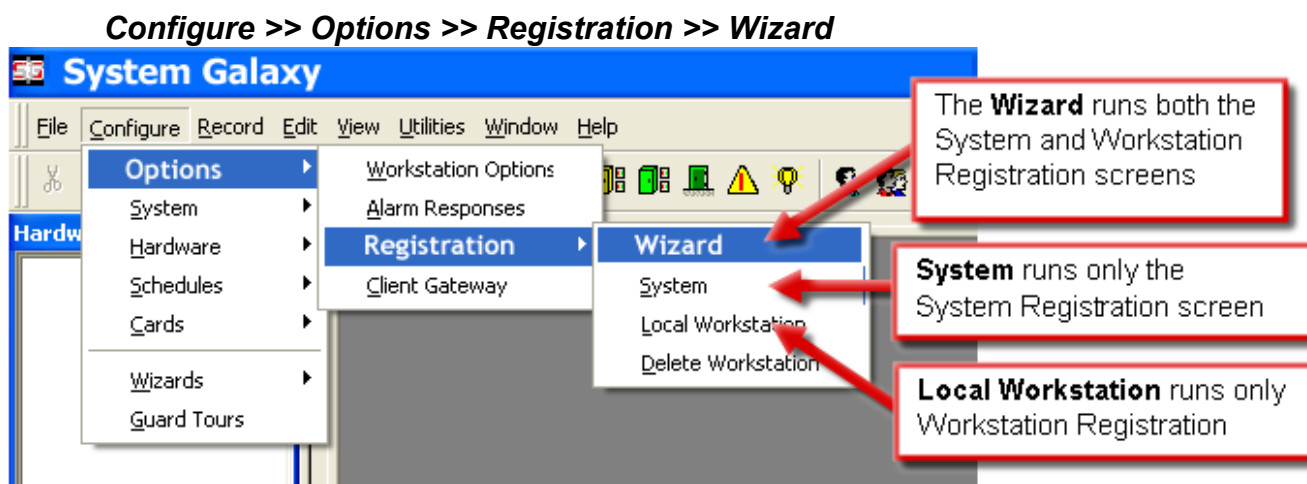 Configure >> Options >> Registration >> Wizard
SG System Galaxy
File Configure Record Edit View Utilities Window Help
Options
System
Hardware
Schedules
Cards
Wizards
Guard Tours
Workstation Options
Alarm Responses
Registration
Client Gateway
Wizard
System
Local Workstation
Delete Workstation
The Wizard runs both the
System and Workstation
Registration screens
System runs only the
System Registration screen
Local Workstation runs only
Workstation Registration
Hardw